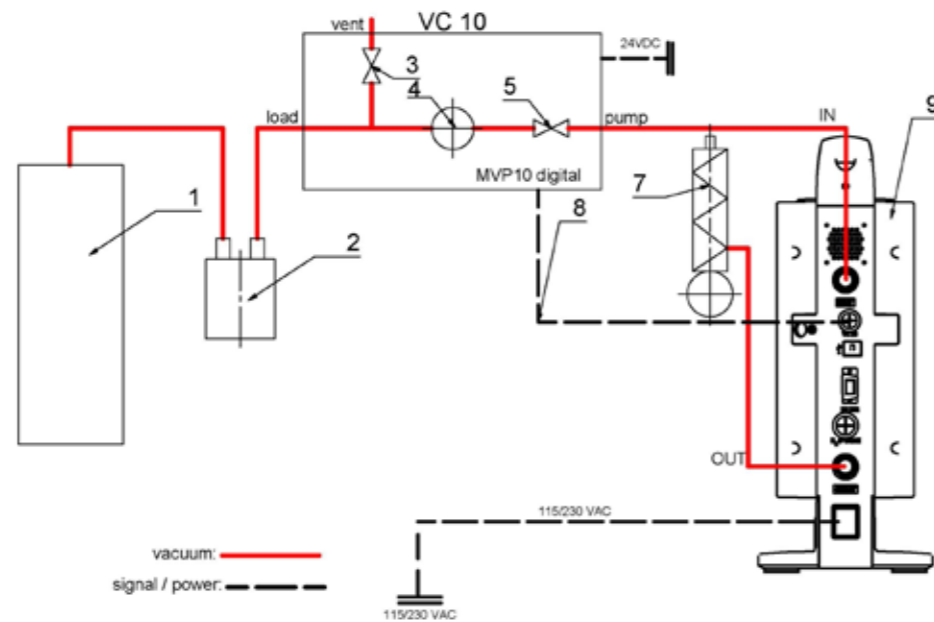 vent
VC 10
24VDC
3
4
5
load
pump
IN
9
1
MVP10 digital
7
8
2
OUT
115/230 VAC
vacuum:
signal / power:
115/230 VAC